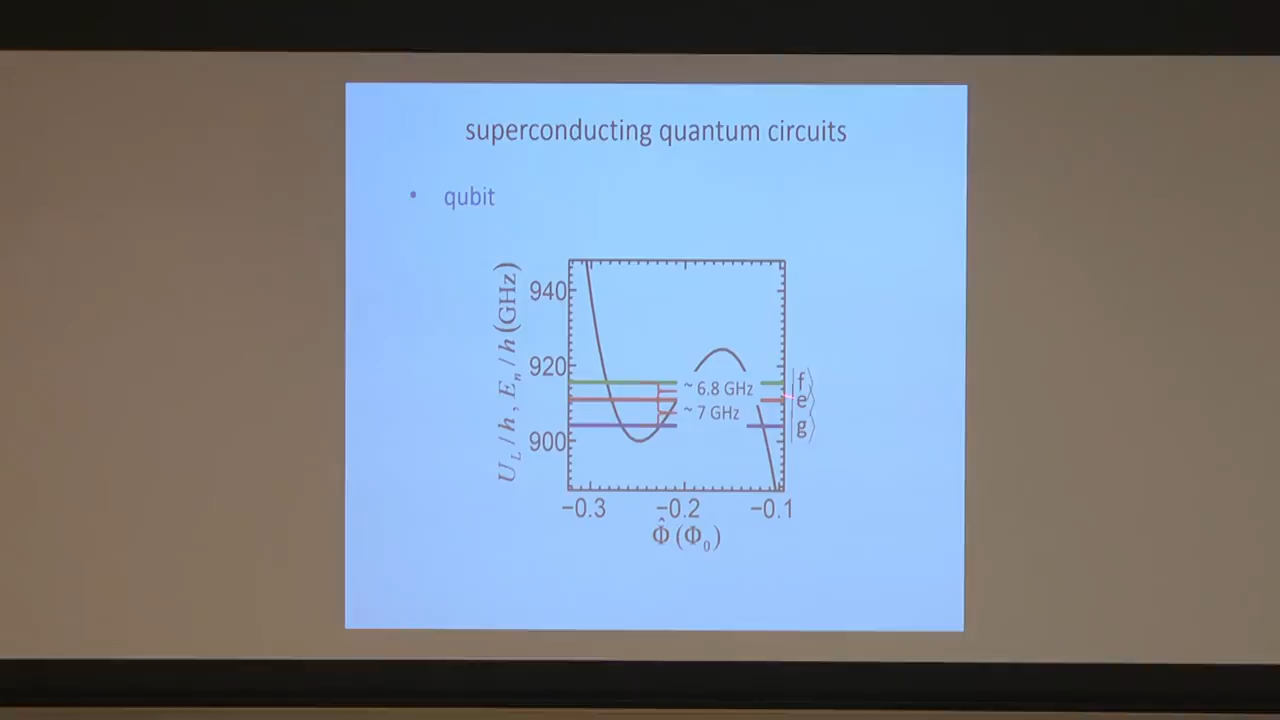 superconducting quantum circuits
• qubit
U_L / h , E_n / h (GHz)
940
920
900
~ 6.8 GHz
~ 7 GHz
|f⟩
|e⟩
|g⟩
−0.3 −0.2 −0.1
Φ̂ (Φ₀)